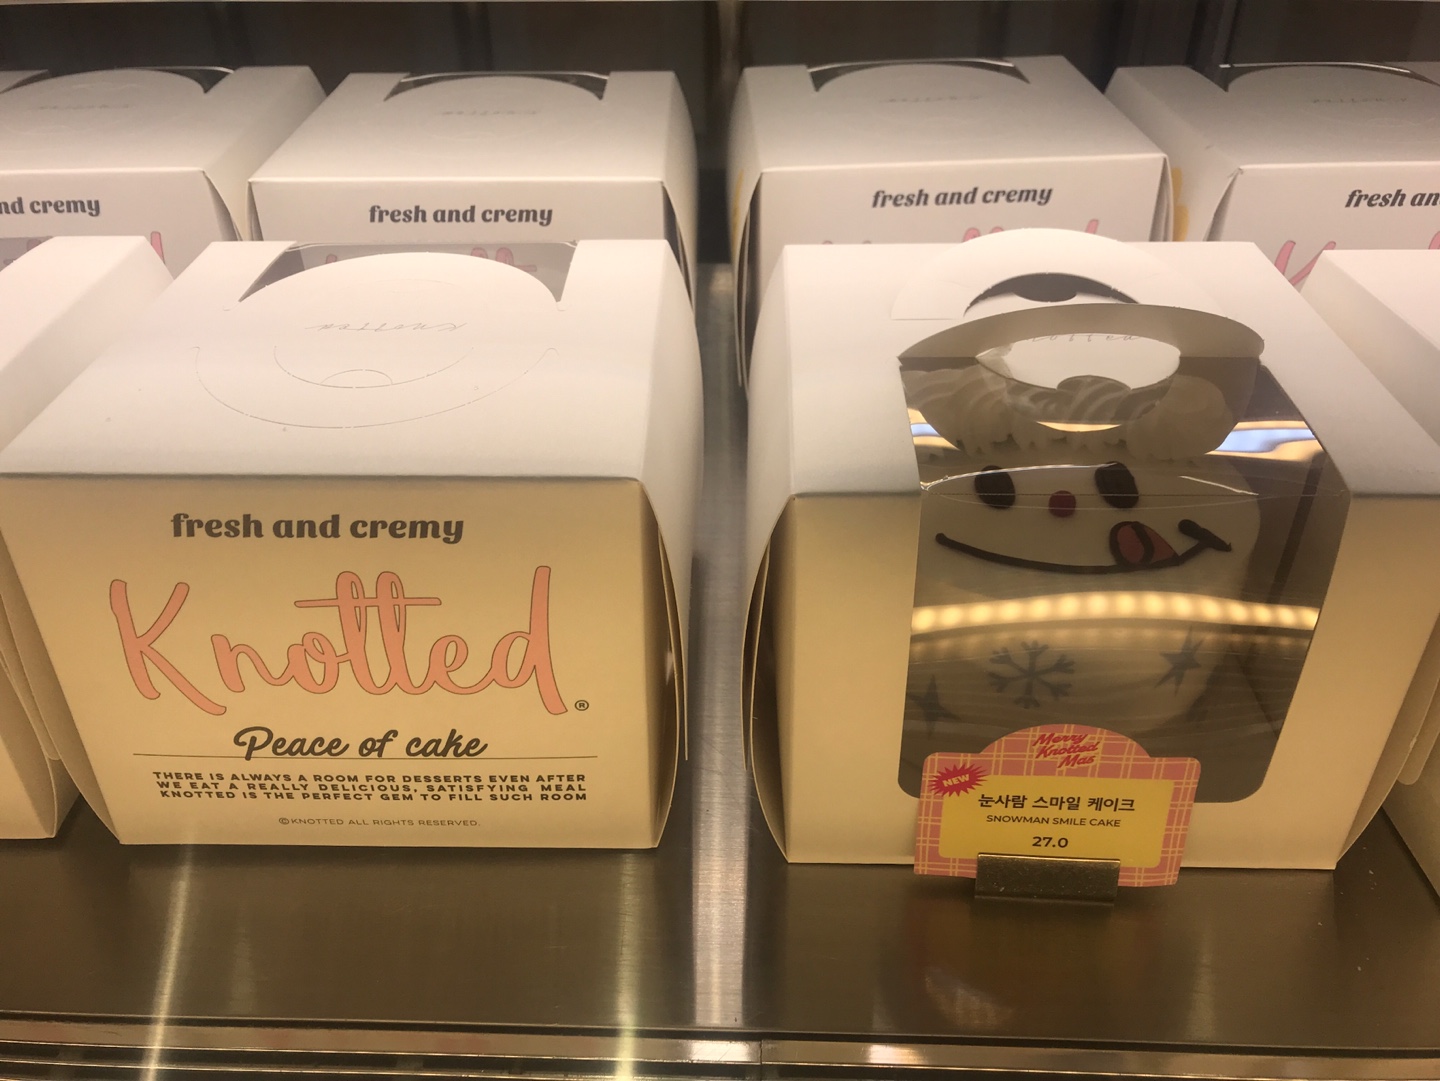 nd cremy
fresh and cremy
fresh and cremy
fresh an
Knotted
fresh and cremy
Knotted
®
Peace of cake
THERE IS ALWAYS A ROOM FOR DESSERTS EVEN AFTER
WE EAT A REALLY DELICIOUS, SATISFYING MEAL
KNOTTED IS THE PERFECT GEM TO FILL SUCH ROOM
©KNOTTED ALL RIGHTS RESERVED.
Merry
Knotted
Mas
NEW
눈사람 스마일 케이크
SNOWMAN SMILE CAKE
27.0